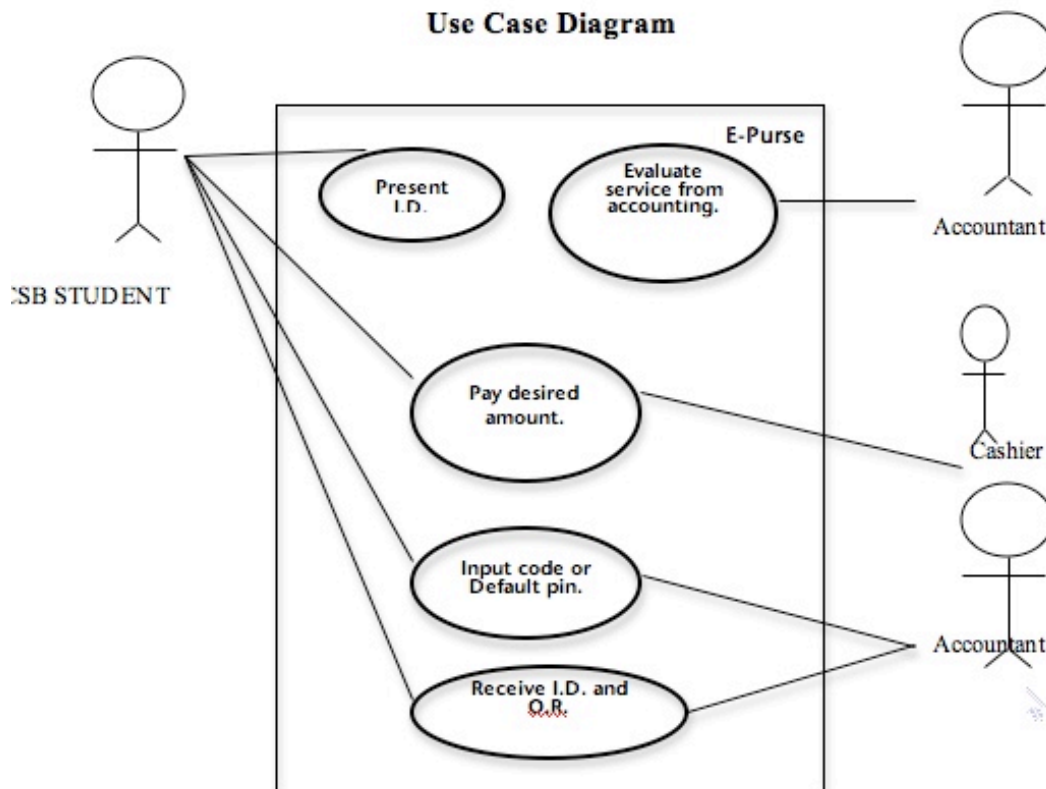 Use Case Diagram
E-Purse
Present
I.D.
Evaluate
service from
accounting.
Accountant
CSB STUDENT
Pay desired
amount.
Cashier
Input code or
Default pin.
Accountant
Receive I.D. and
O.R.